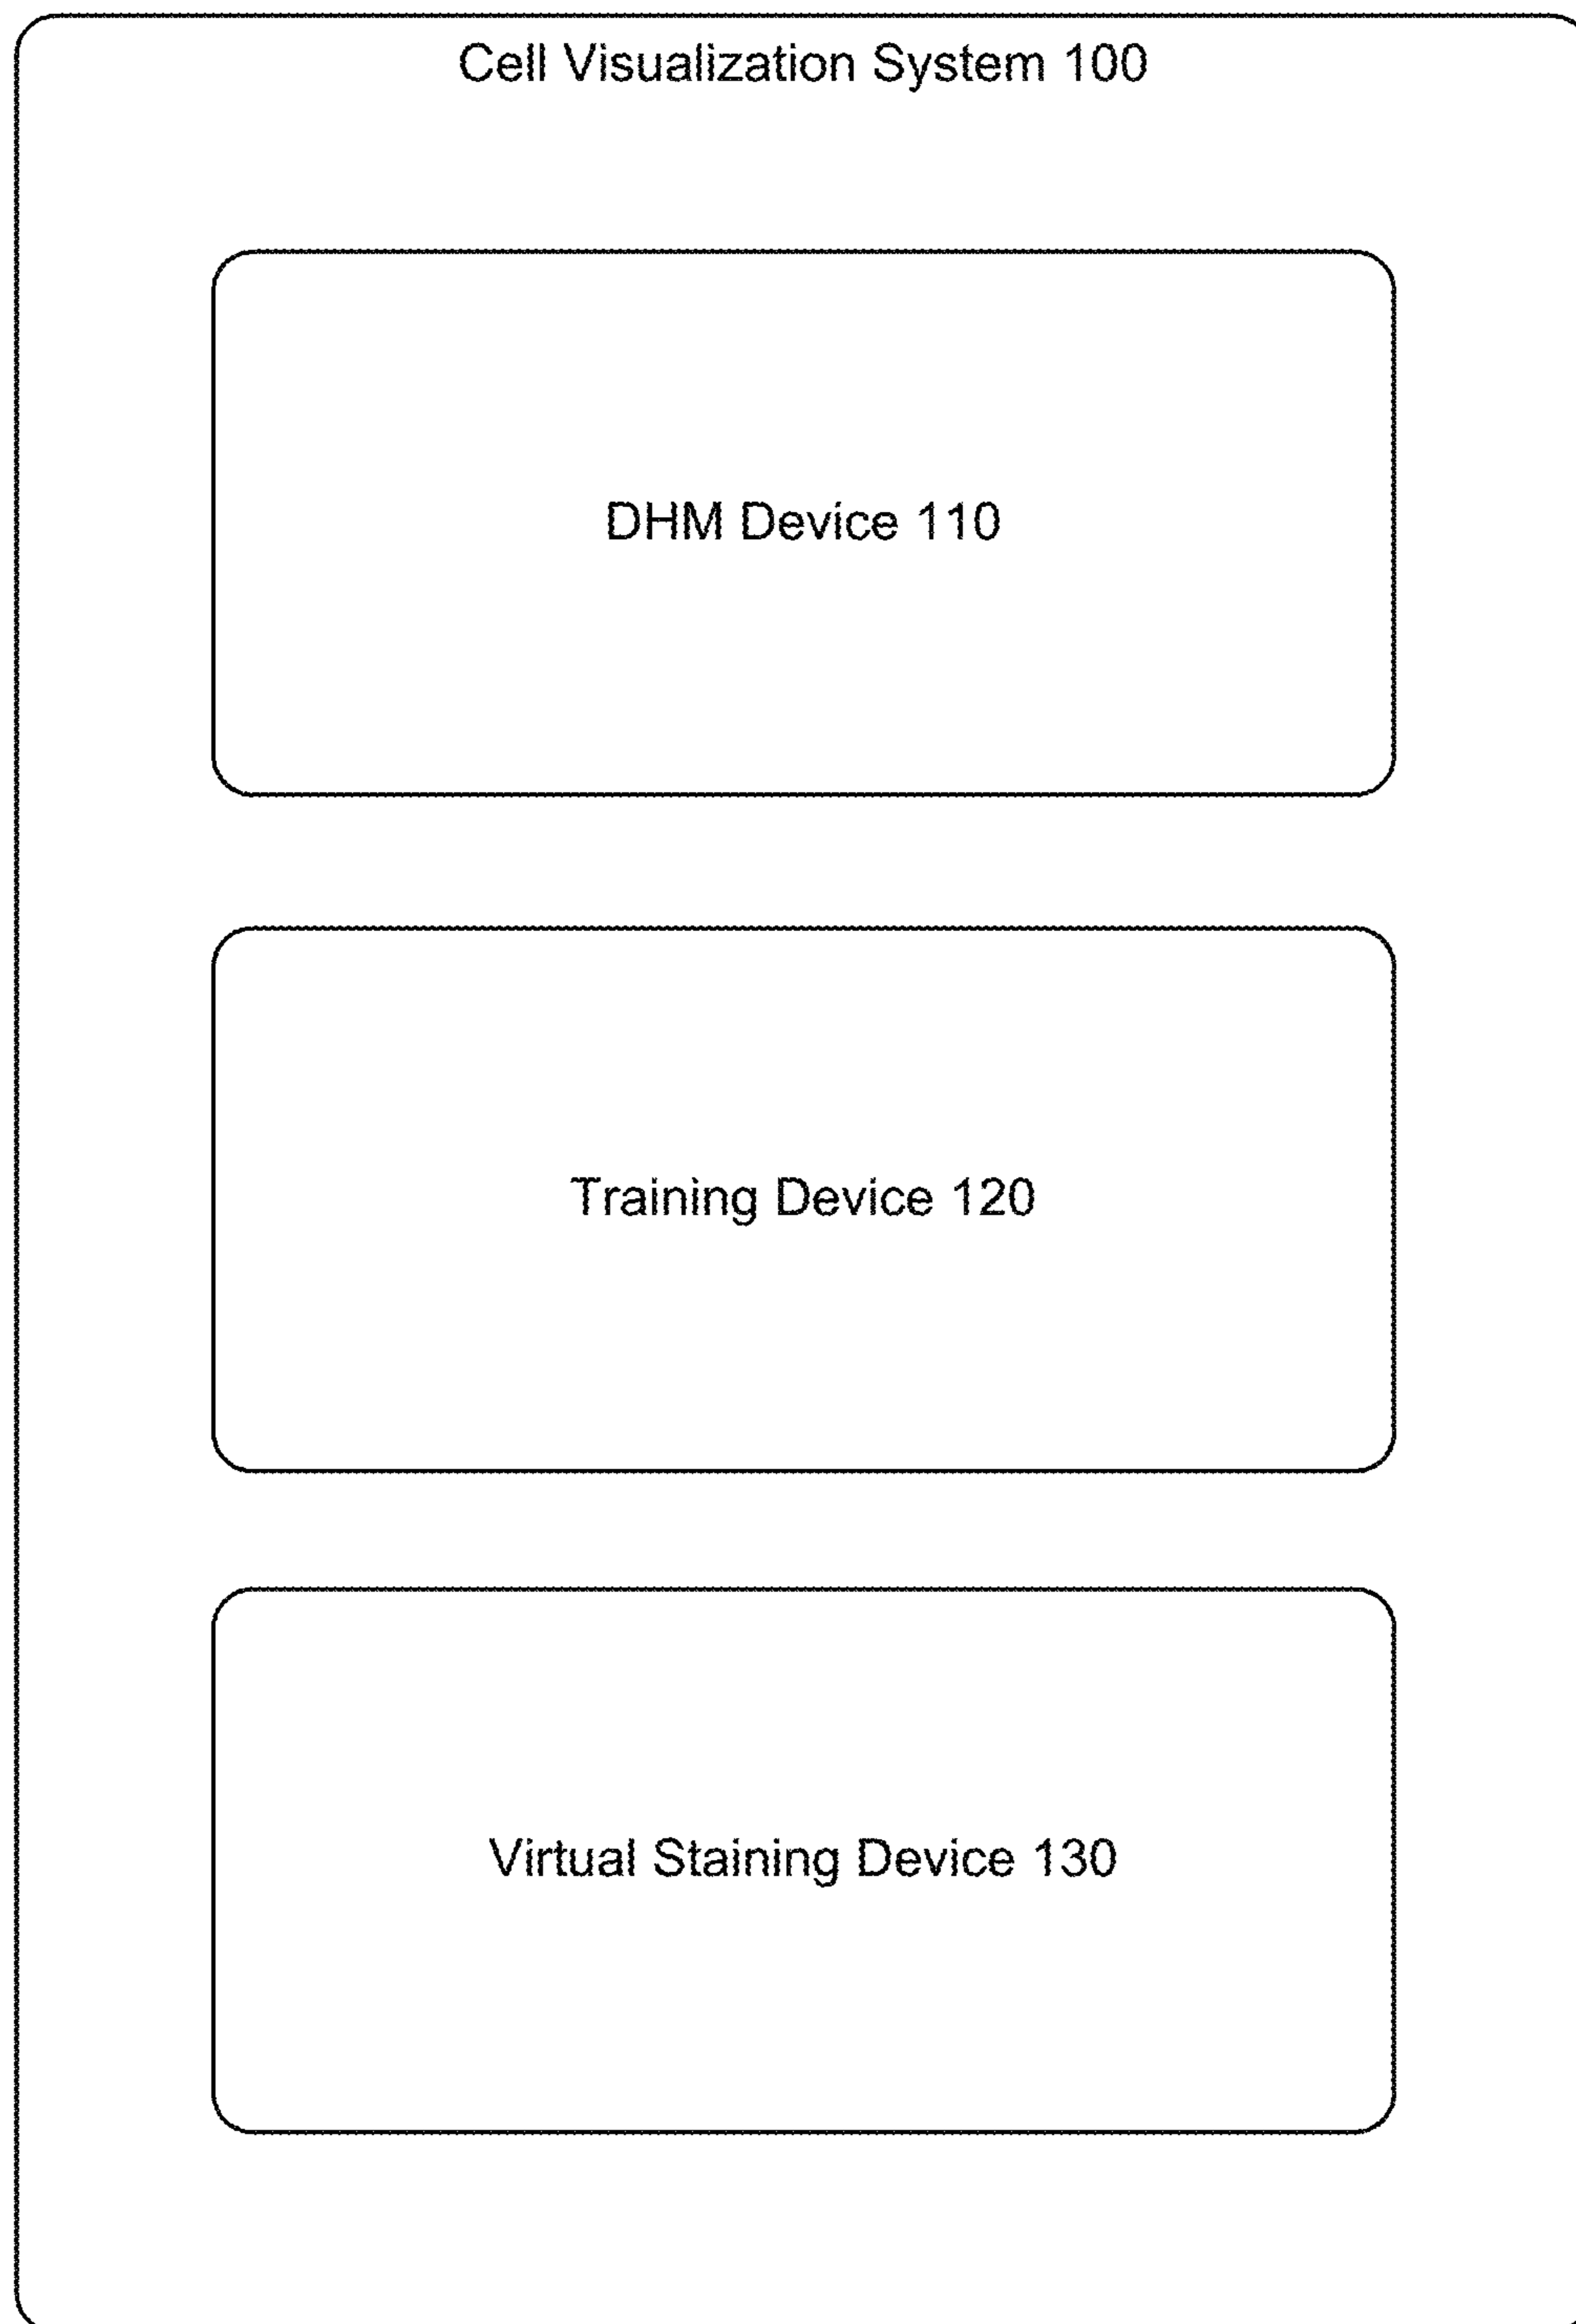 Cell Visualization System 100
DHM Device 110
Training Device 120
Virtual Staining Device 130